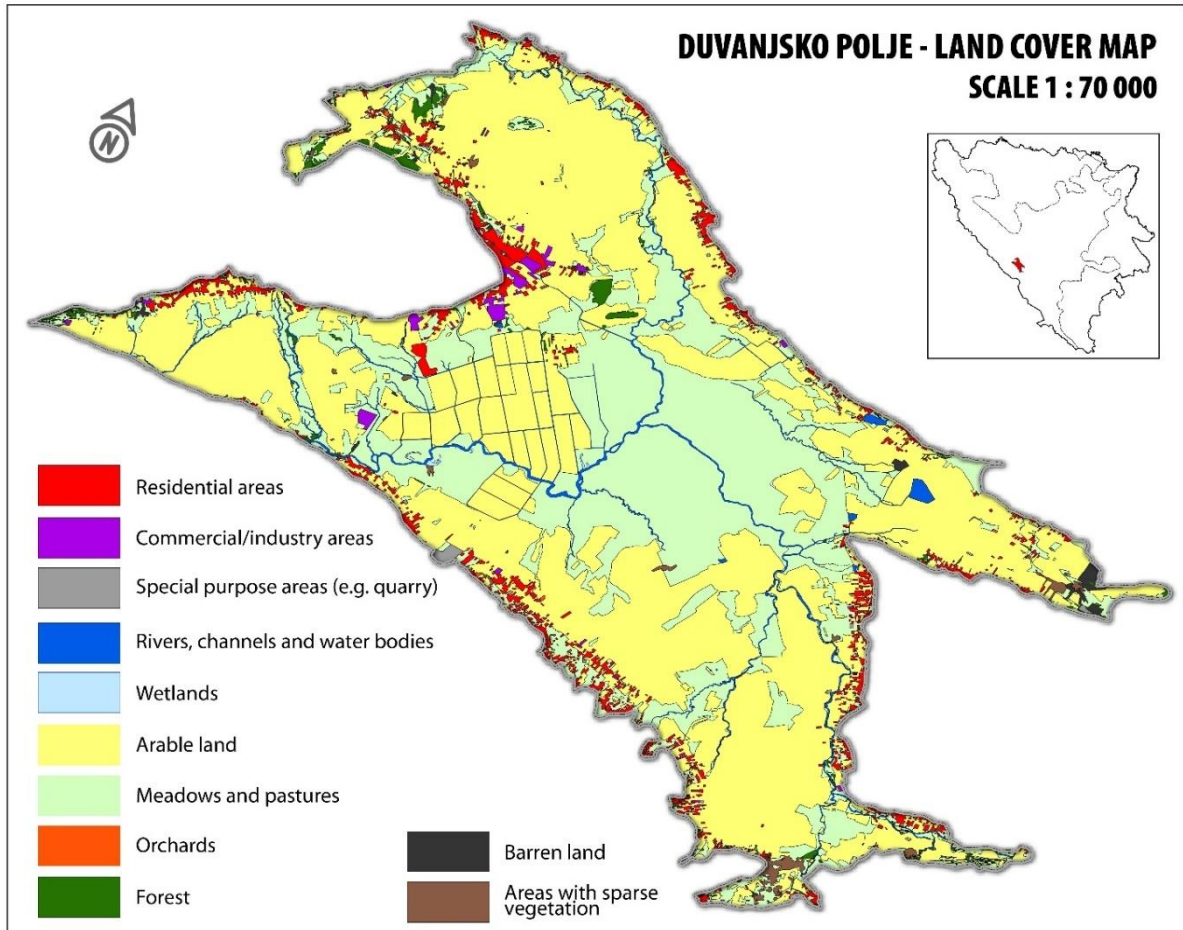 DUVANJSKO POLJE - LAND COVER MAP
SCALE 1 : 70 000
N
Residential areas
Commercial/industry areas
Special purpose areas (e.g. quarry)
Rivers, channels and water bodies
Wetlands
Arable land
Meadows and pastures
Orchards
Forest
Barren land
Areas with sparse
vegetation